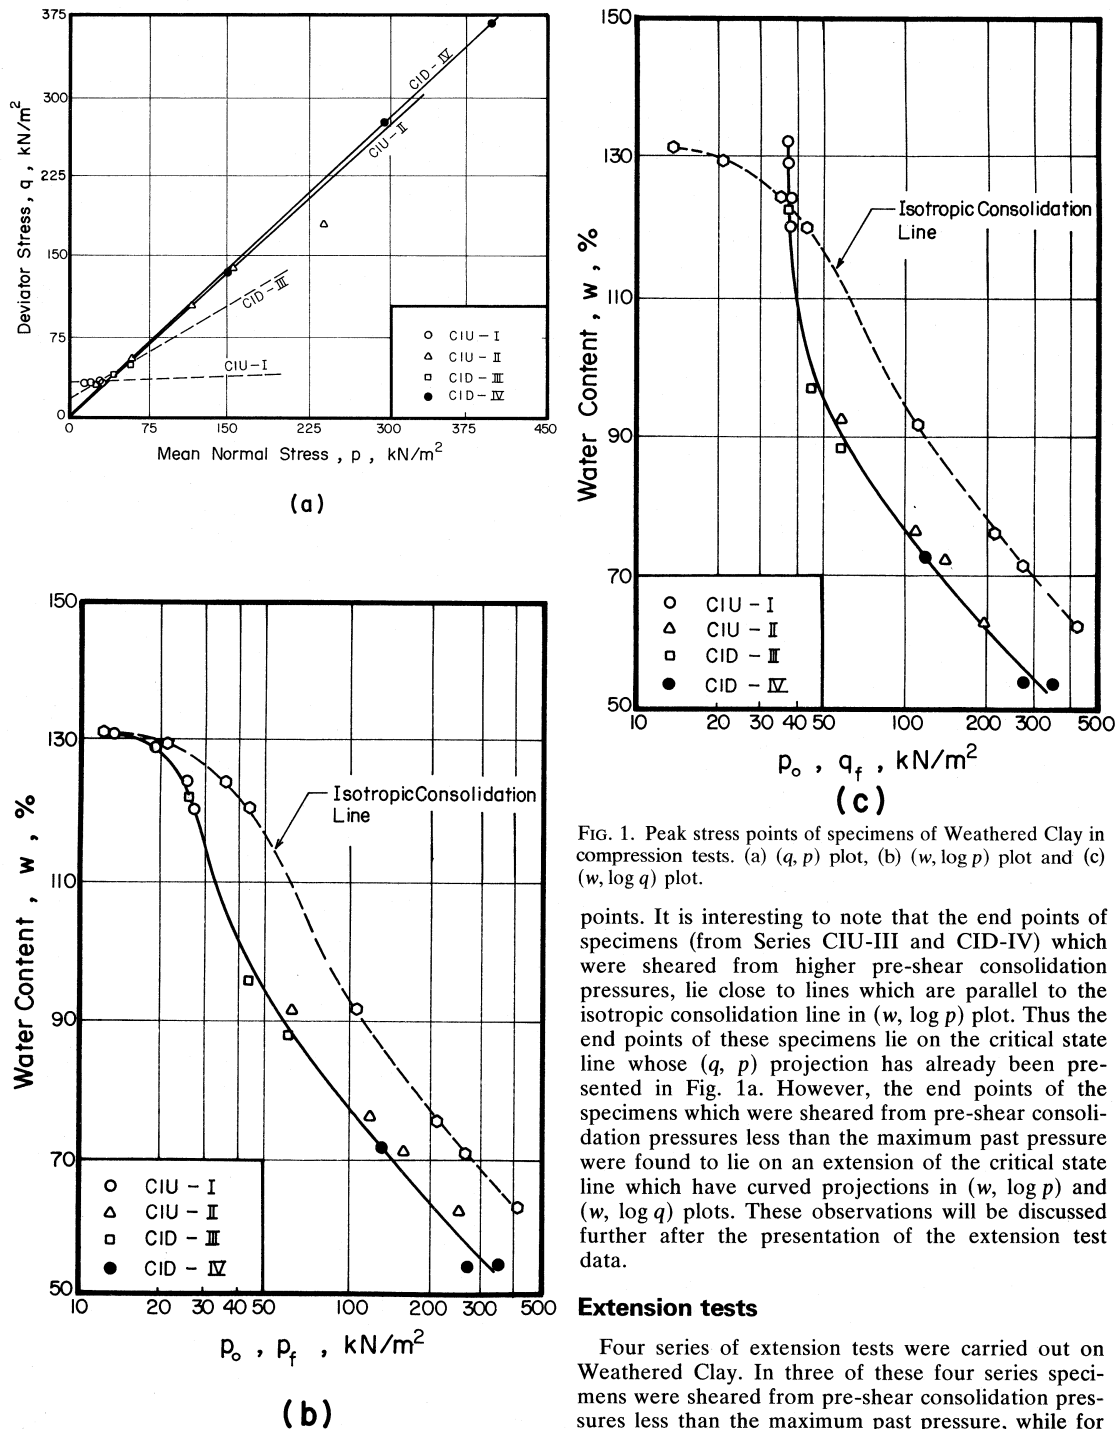 375
300
225
150
75
0
Deviator Stress, q, kN/m²
CID-IV
CIU-II
CID-III
CIU-I
CIU-I
CIU-II
CID-III
CID-IV
0 75 150 225 300 375 450
Mean Normal Stress, p, kN/m²
(a)
150
130
110
90
70
50
Water Content, w, %
Isotropic Consolidation
Line
CIU-I
CIU-II
CID-III
CID-IV
10 20 30 40 50 100 200 300 500
p₀, p_f, kN/m²
(b)
150
130
110
90
70
50
Water Content, w, %
Isotropic Consolidation
Line
CIU-I
CIU-II
CID-III
CID-IV
10 20 30 40 50 100 200 300 500
p₀, q_f, kN/m²
(c)
FIG. 1. Peak stress points of specimens of Weathered Clay in
compression tests. (a) (q, p) plot, (b) (w, log p) plot and (c)
(w, log q) plot.
points. It is interesting to note that the end points of
specimens (from Series CIU-III and CID-IV) which
were sheared from higher pre-shear consolidation
pressures, lie close to lines which are parallel to the
isotropic consolidation line in (w, log p) plot. Thus the
end points of these specimens lie on the critical state
line whose (q, p) projection has already been pre-
sented in Fig. 1a. However, the end points of the
specimens which were sheared from pre-shear consoli-
dation pressures less than the maximum past pressure
were found to lie on an extension of the critical state
line which have curved projections in (w, log p) and
(w, log q) plots. These observations will be discussed
further after the presentation of the extension test
data.
Extension tests
Four series of extension tests were carried out on
Weathered Clay. In three of these four series speci-
mens were sheared from pre-shear consolidation pres-
sures less than the maximum past pressure, while for